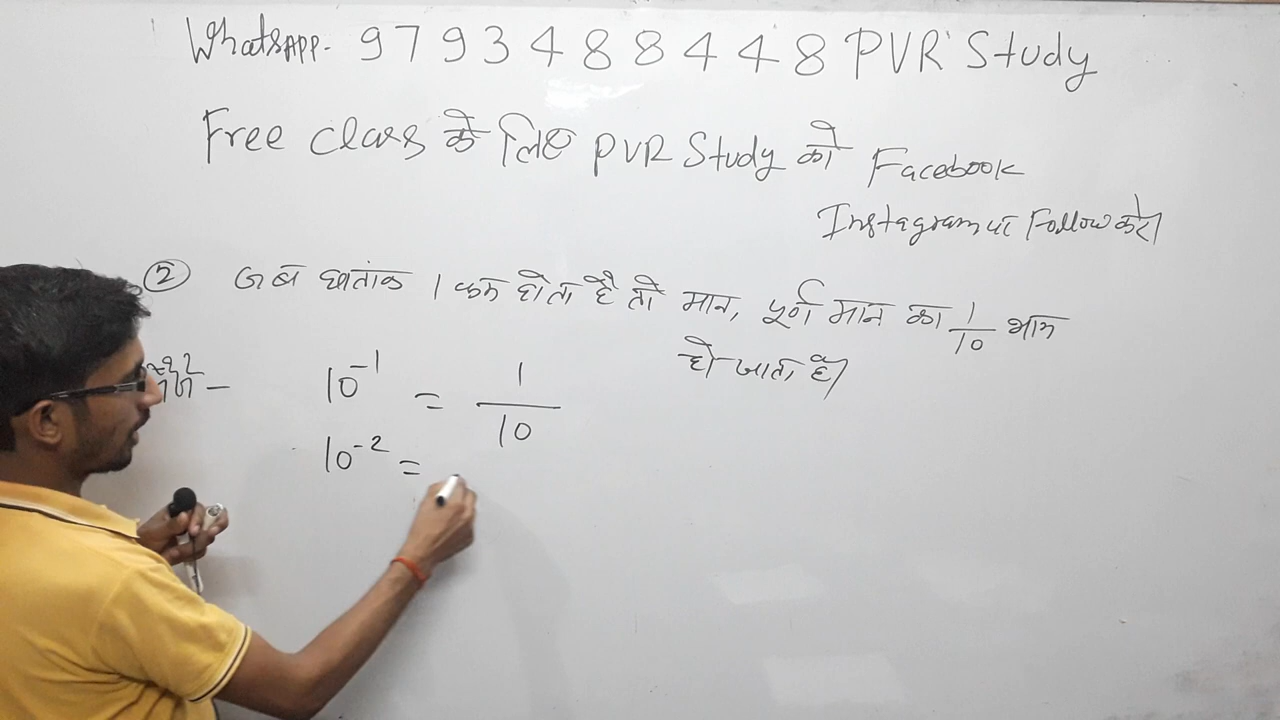 WhatsAPP- 9793488448 PVR Study
Free class के लिए PVR Study को Facebook
Instagram पर Follow करें।
② जब घातांक 1 कम होता है तो मान, पूर्ण मान का 1/10 भाग
हो जाता है।
10⁻¹ = 1/10
10⁻² =